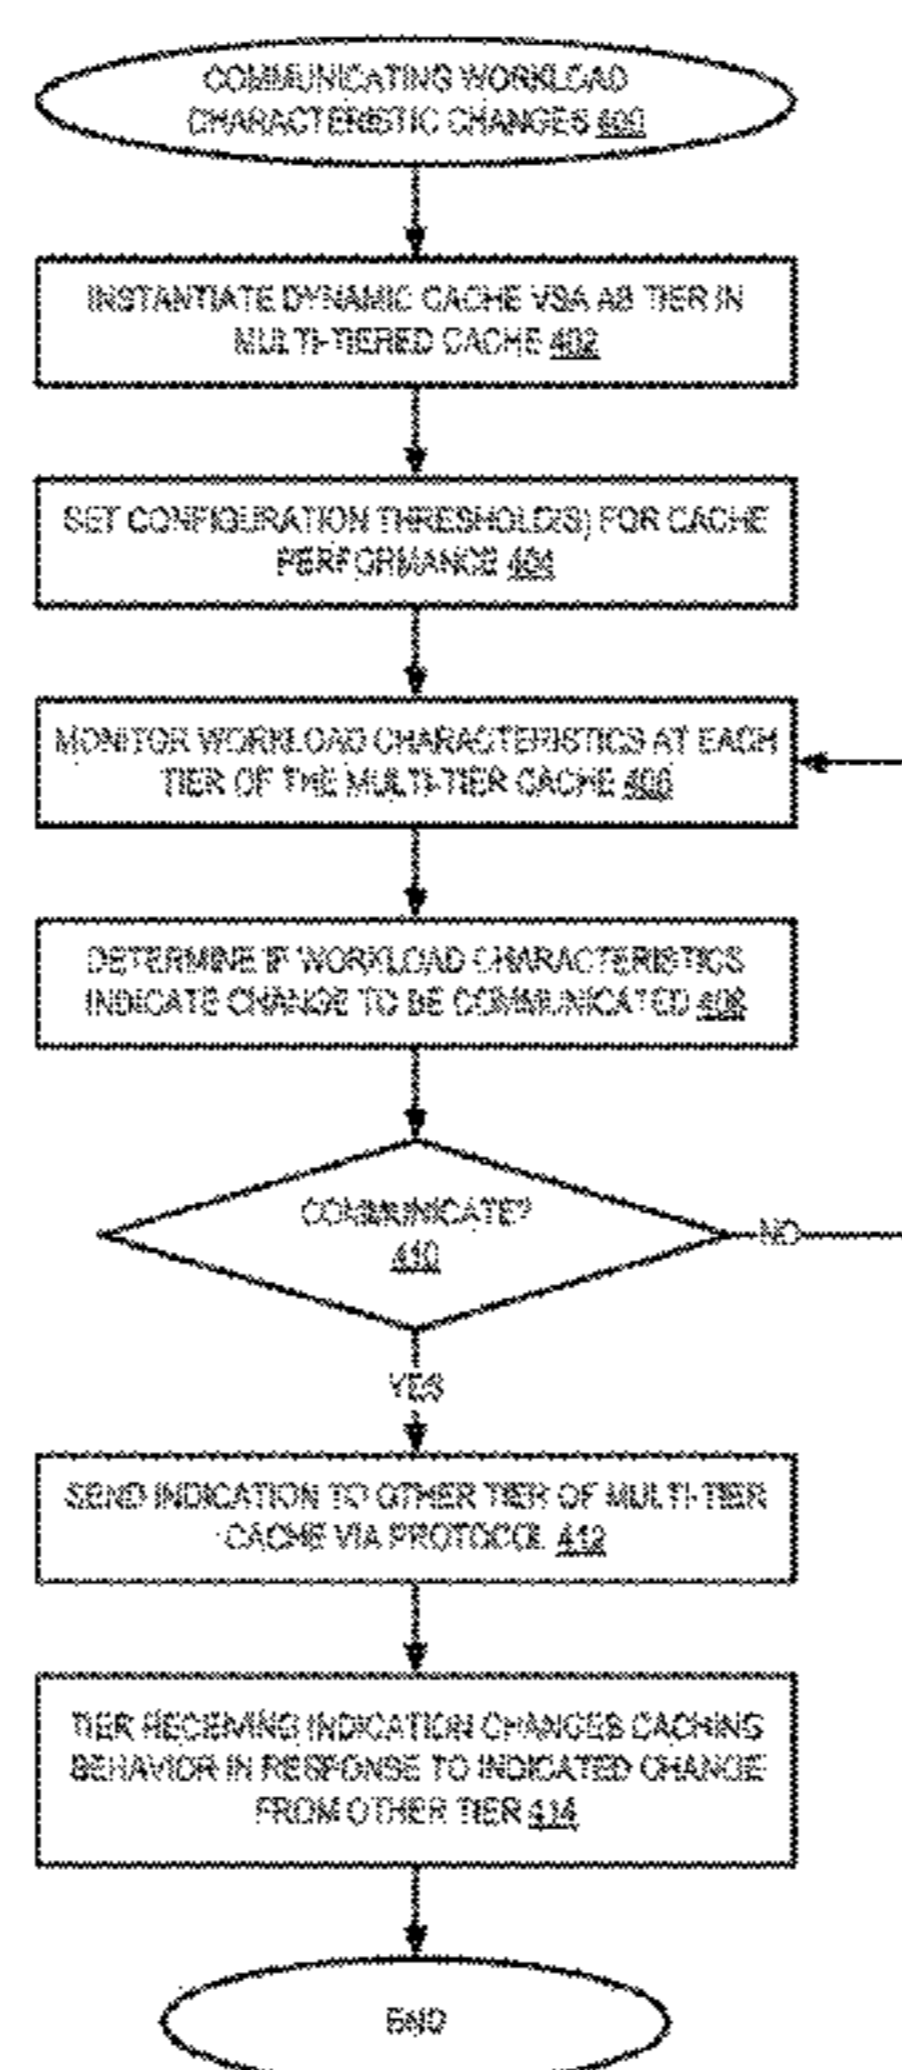 COMMUNICATING WORKLOAD
CHARACTERISTIC CHANGES 400
INSTANTIATE DYNAMIC CACHE VSA AS TIER IN
MULTI-TIERED CACHE 402
SET CONFIGURATION THRESHOLD(S) FOR CACHE
PERFORMANCE 404
MONITOR WORKLOAD CHARACTERISTICS AT EACH
TIER OF THE MULTI-TIER CACHE 406
DETERMINE IF WORKLOAD CHARACTERISTICS
INDICATE CHANGE TO BE COMMUNICATED 408
COMMUNICATE?
410
NO
YES
SEND INDICATION TO OTHER TIER OF MULTI-TIER
CACHE VIA PROTOCOL 412
TIER RECEIVING INDICATION CHANGES CACHING
BEHAVIOR IN RESPONSE TO INDICATED CHANGE
FROM OTHER TIER 414
END